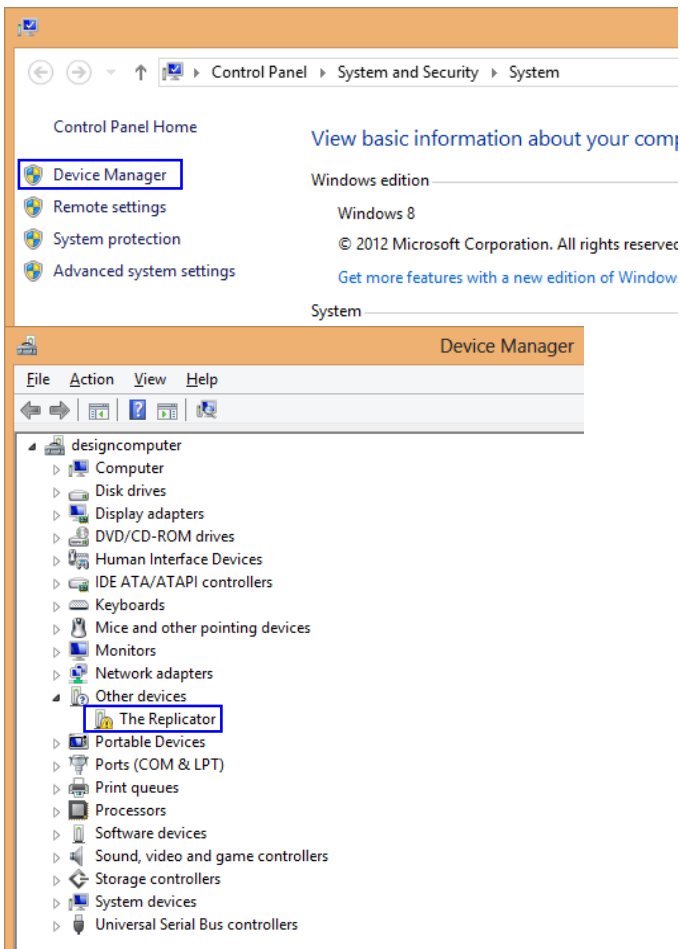 Control Panel
System and Security
System
Control Panel Home
View basic information about your comp
Device Manager
Windows edition
Remote settings
Windows 8
System protection
© 2012 Microsoft Corporation. All rights reserved
Advanced system settings
Get more features with a new edition of Window
System
Device Manager
File Action View Help
designcomputer
Computer
Disk drives
Display adapters
DVD/CD-ROM drives
Human Interface Devices
IDE ATA/ATAPI controllers
Keyboards
Mice and other pointing devices
Monitors
Network adapters
Other devices
The Replicator
Portable Devices
Ports (COM & LPT)
Print queues
Processors
Software devices
Sound, video and game controllers
Storage controllers
System devices
Universal Serial Bus controllers